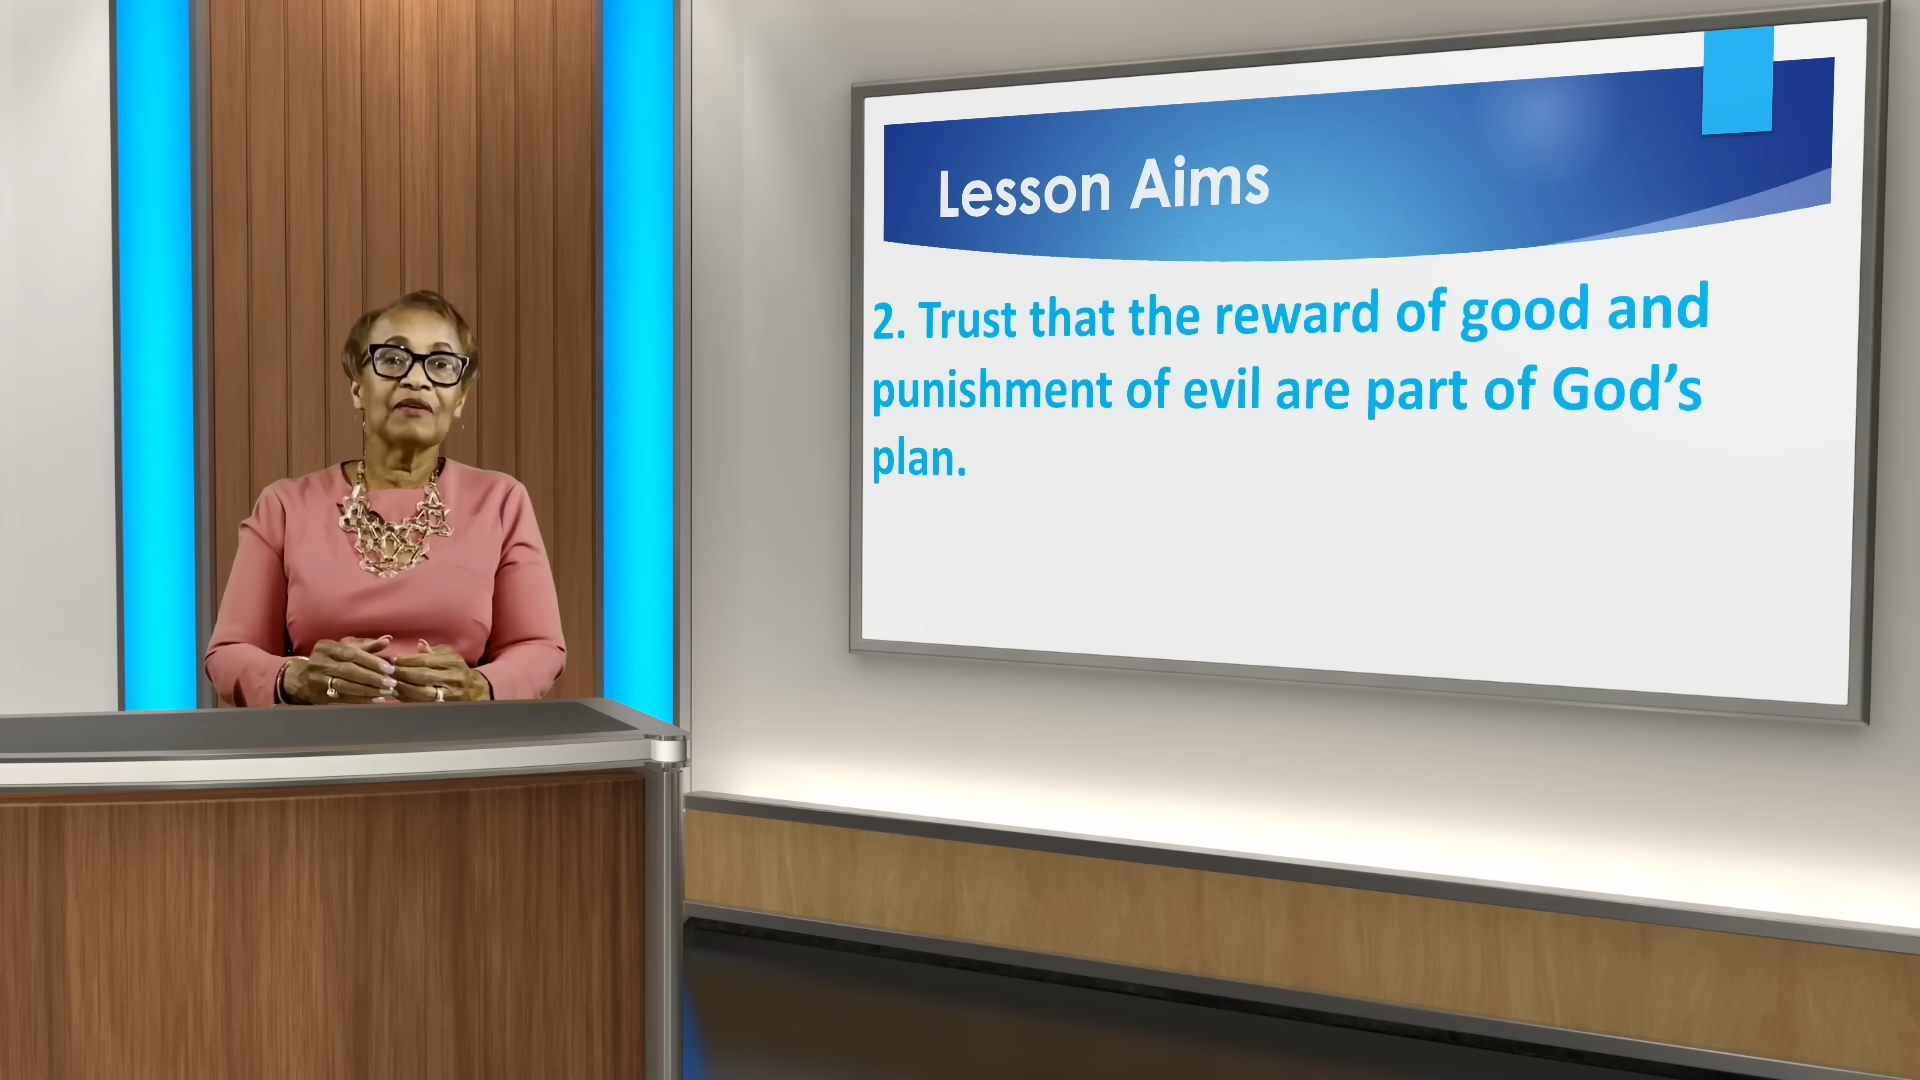 Lesson Aims
2. Trust that the reward of good and
punishment of evil are part of God’s
plan.